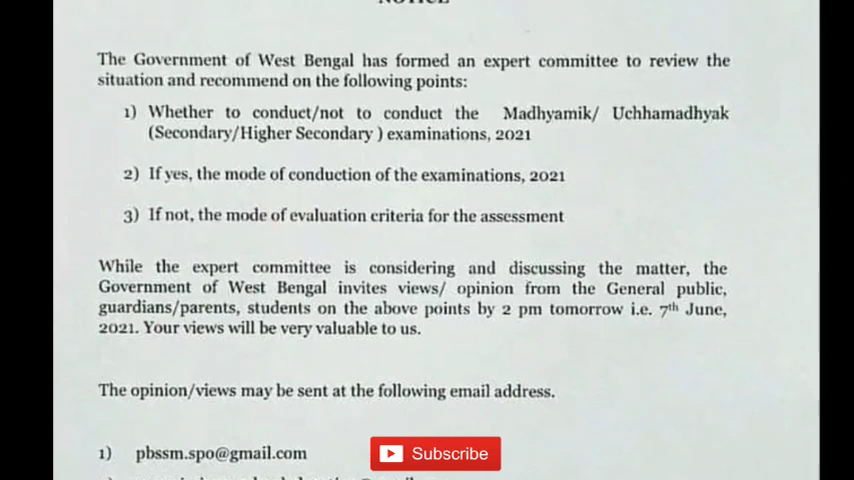 NOTICE
The Government of West Bengal has formed an expert committee to review the
situation and recommend on the following points:
1) Whether to conduct/not to conduct the Madhyamik/ Uchhamadhyak
(Secondary/Higher Secondary ) examinations, 2021
2) If yes, the mode of conduction of the examinations, 2021
3) If not, the mode of evaluation criteria for the assessment
While the expert committee is considering and discussing the matter, the
Government of West Bengal invites views/ opinion from the General public,
guardians/parents, students on the above points by 2 pm tomorrow i.e. 7th June,
2021. Your views will be very valuable to us.
The opinion/views may be sent at the following email address.
1) pbssm.spo@gmail.com
Subscribe